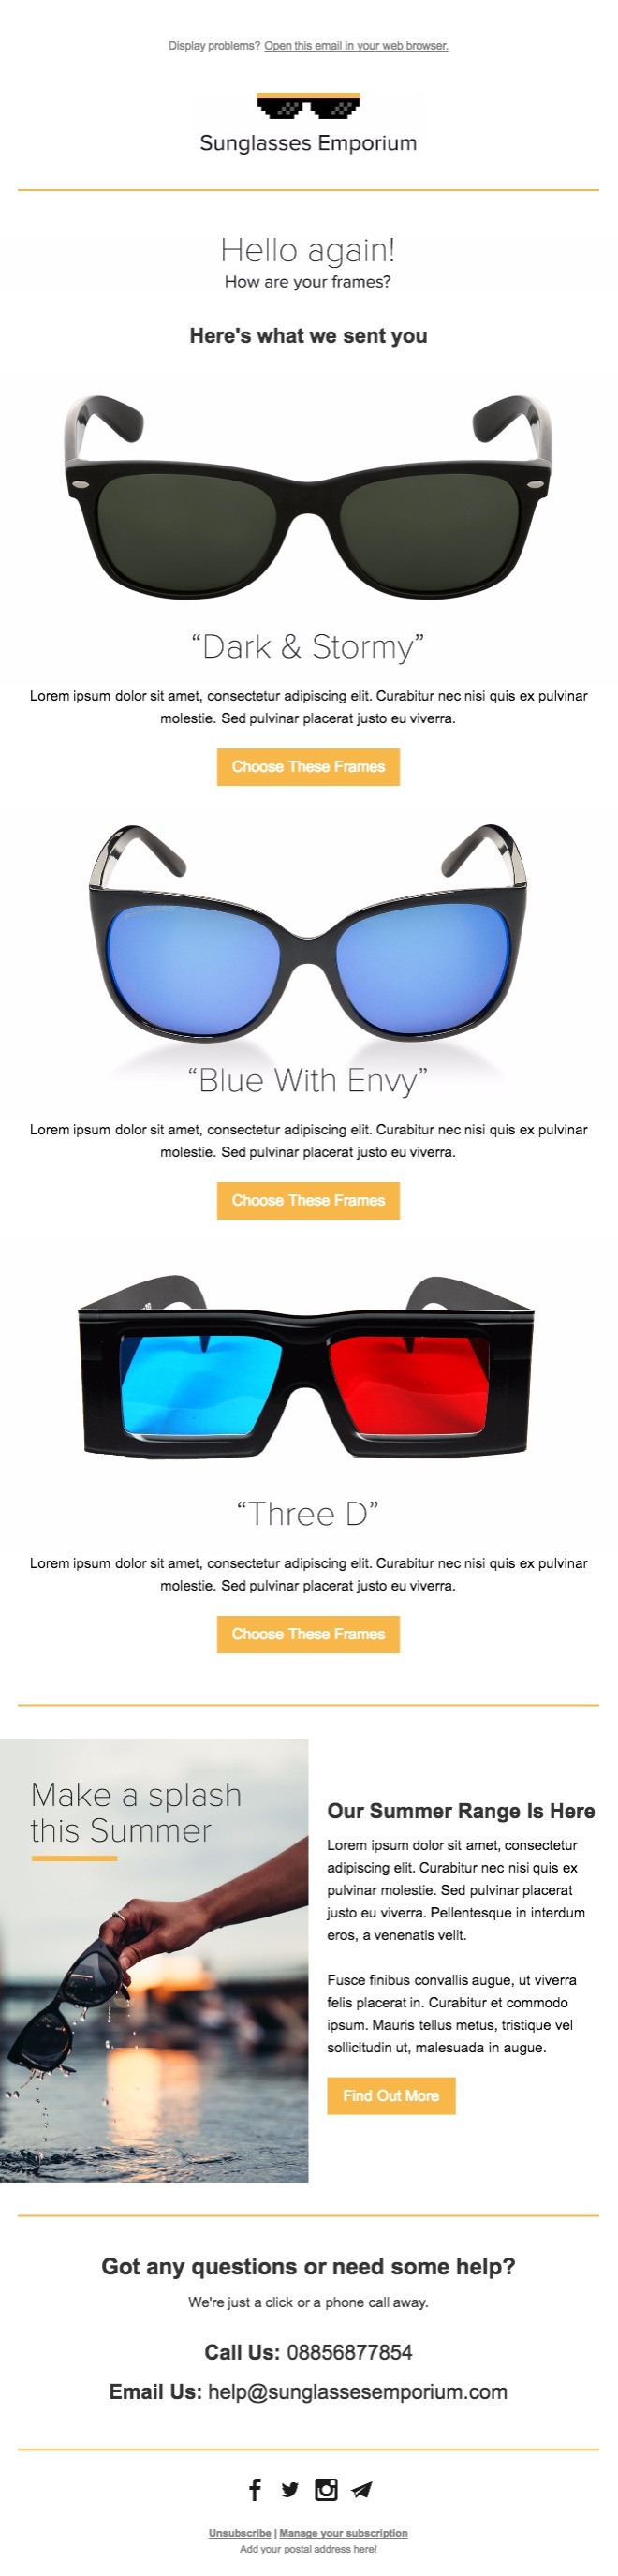 Display problems? Open this email in your web browser.
Sunglasses Emporium
Hello again!
How are your frames?
Here's what we sent you
“Dark & Stormy”
Lorem ipsum dolor sit amet, consectetur adipiscing elit. Curabitur nec nisi quis ex pulvinar
molestie. Sed pulvinar placerat justo eu viverra.
Choose These Frames
“Blue With Envy”
Lorem ipsum dolor sit amet, consectetur adipiscing elit. Curabitur nec nisi quis ex pulvinar
molestie. Sed pulvinar placerat justo eu viverra.
Choose These Frames
“Three D”
Lorem ipsum dolor sit amet, consectetur adipiscing elit. Curabitur nec nisi quis ex pulvinar
molestie. Sed pulvinar placerat justo eu viverra.
Choose These Frames
Make a splash
this Summer
Our Summer Range Is Here
Lorem ipsum dolor sit amet, consectetur
adipiscing elit. Curabitur nec nisi quis ex
pulvinar molestie. Sed pulvinar placerat
justo eu viverra. Pellentesque in interdum
eros, a venenatis velit.
Fusce finibus convallis augue, ut viverra
felis placerat in. Curabitur et commodo
ipsum. Mauris tellus metus, tristique vel
sollicitudin ut, malesuada in augue.
Find Out More
Got any questions or need some help?
We're just a click or a phone call away.
Call Us: 08856877854
Email Us: help@sunglassesemporium.com
Unsubscribe | Manage your subscription
Add your postal address here!